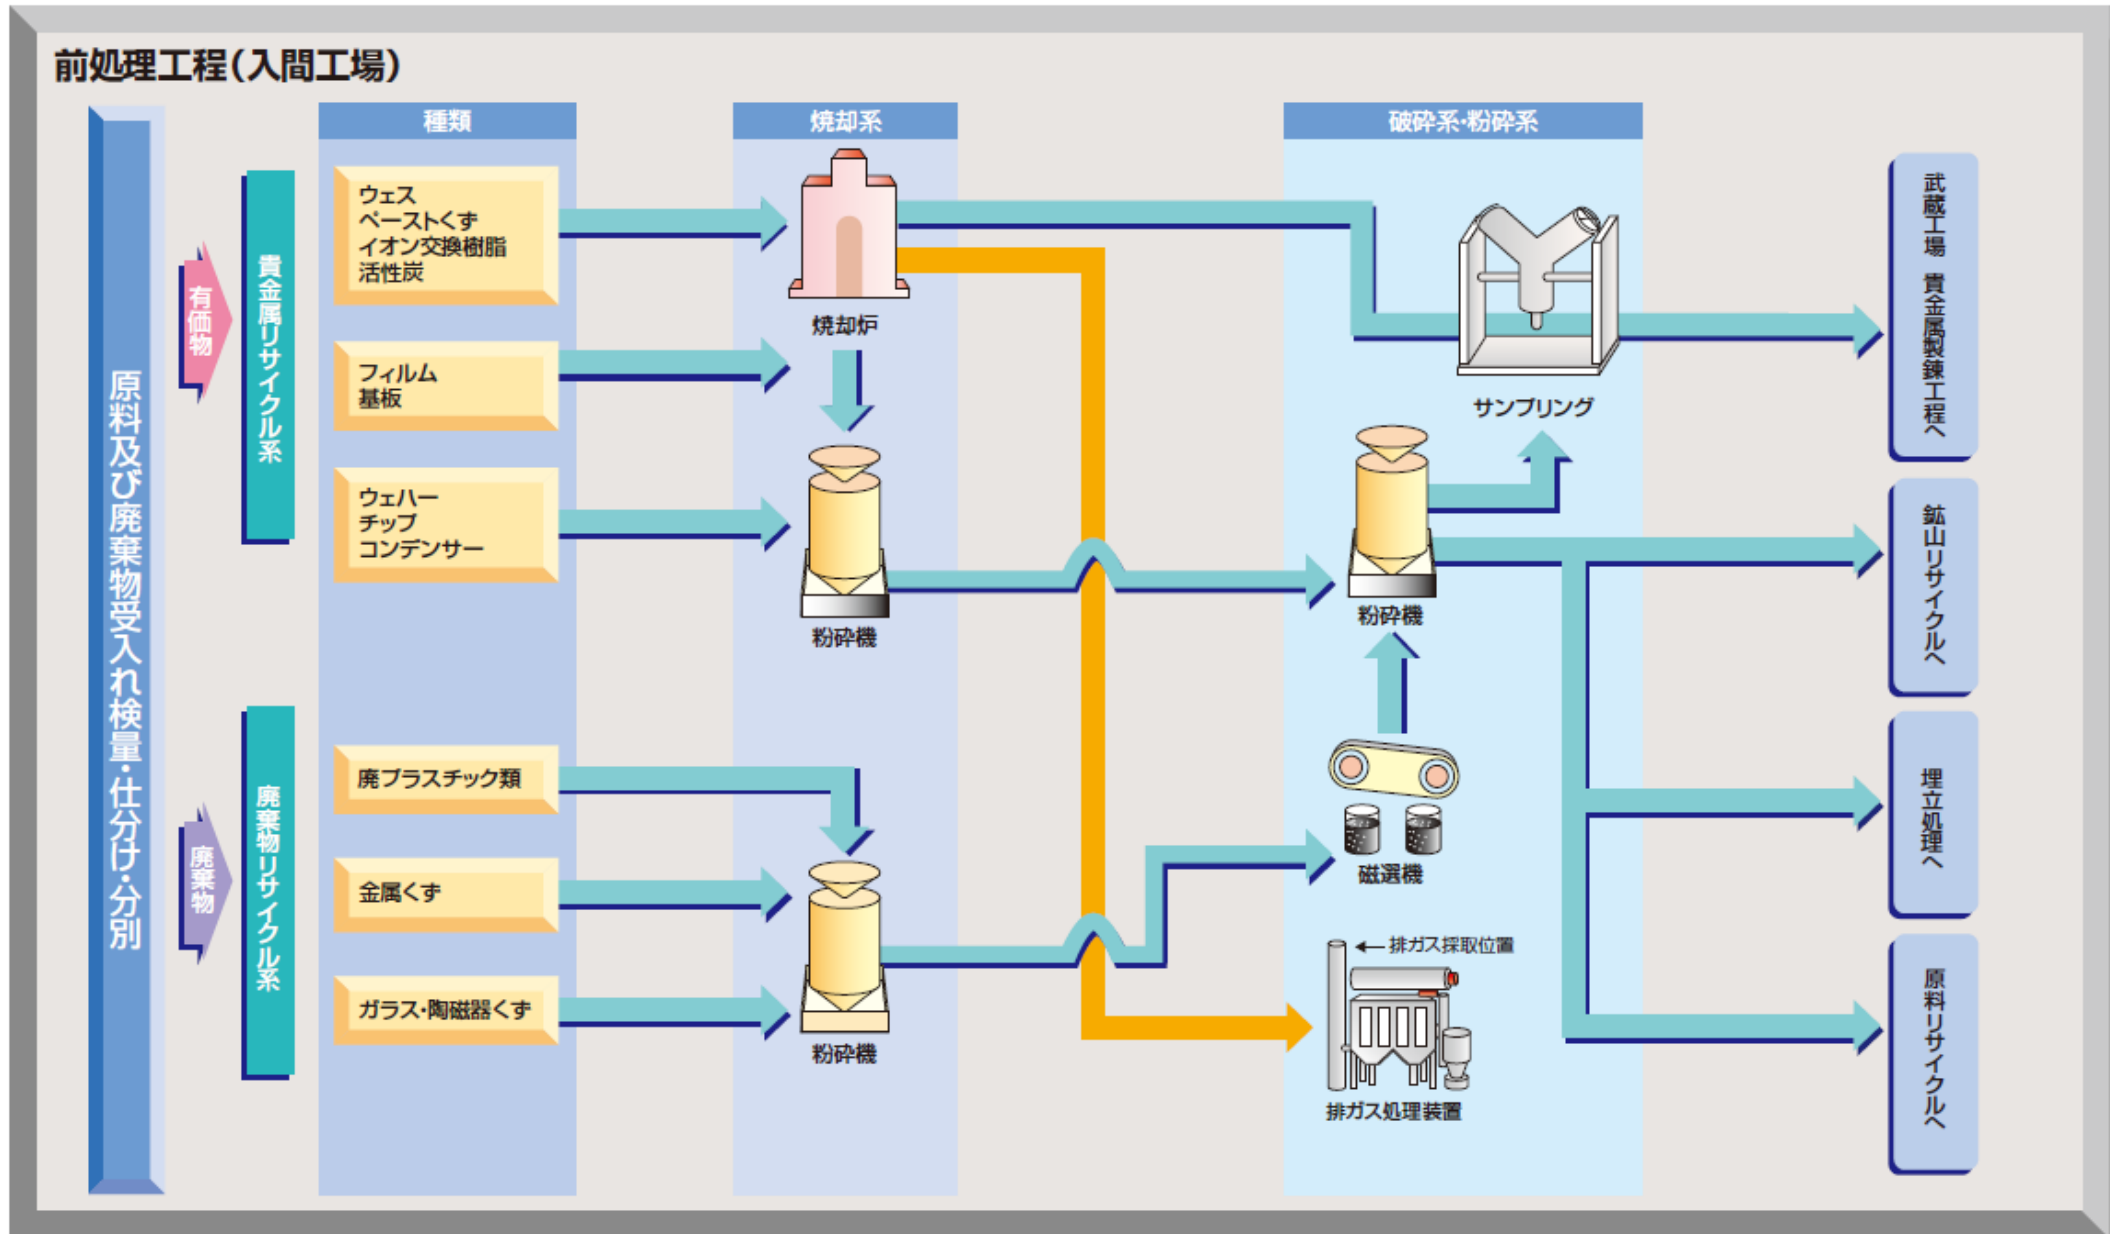 前処理工程(入間工場)
原料及び廃棄物受入れ検量・仕分け・分別
有価物
廃棄物
貴金属リサイクル系
廃棄物リサイクル系
種類
ウェス
ペーストくず
イオン交換樹脂
活性炭
フィルム
基板
ウェハー
チップ
コンデンサー
廃プラスチック類
金属くず
ガラス・陶磁器くず
焼却系
焼却炉
粉砕機
粉砕機
破砕系・粉砕系
サンプリング
粉砕機
磁選機
←排ガス採取位置
排ガス処理装置
武蔵工場 貴金属製錬工程へ
鉱山リサイクルへ
埋立処理へ
原料リサイクルへ